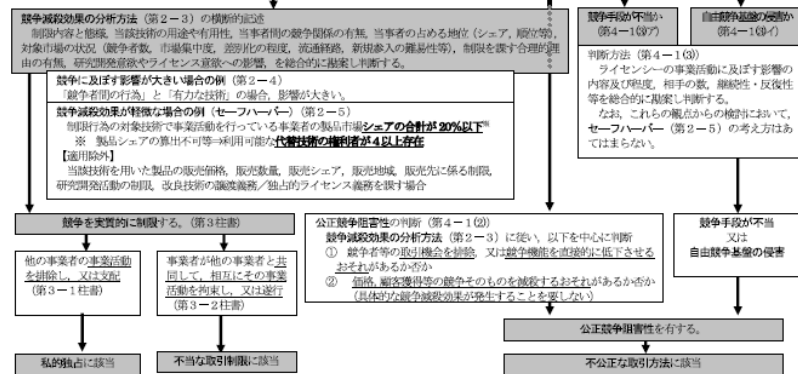 競争減殺効果の分析方法（第２－３）の横断的記述
制限内容と態様，当該技術の用途や有用性，当事者間の競争関係の有無，当事者の占める地位（シェア，順位等），
対象市場の状況（競争者数，市場集中度，差別化の程度，流通経路，新規参入の難易性等），制限を課す合理的理
由の有無，研究開発意欲やライセンス意欲への影響，を総合的に勘案し判断する。
競争に及ぼす影響が大きい場合の例（第２－４）
「競争者間の行為」と「有力な技術」の場合，影響が大きい。
競争減殺効果が軽微な場合の例（セーフハーバー）（第２－５）
制限行為の対象技術で事業活動を行っている事業者の製品市場シェアの合計が20%以下※
※ 製品シェアの算出不可等⇒利用可能な代替技術の権利者が４以上存在
【適用除外】
当該技術を用いた製品の販売価格，販売数量，販売シェア，販売地域，販売先に係る制限，
研究開発活動の制限，改良技術の譲渡義務／独占的ライセンス義務を課す場合
競争手段が不当か
（第４－１⑶ア）
自由競争基盤の侵害か
（第４－１⑶イ）
判断方法（第４－１⑶）
ライセンシーの事業活動に及ぼす影響の
内容及び程度，相手の数，継続性・反復性
等を総合的に勘案し判断する。
なお，これらの観点からの検討において，
セーフハーバー（第２－５）の考え方はあ
てはまらない。
競争を実質的に制限する。（第３柱書）
他の事業者の事業活動
を排除し，又は支配
（第３－１柱書）
事業者が他の事業者と共
同して，相互にその事業
活動を拘束し，又は遂行
（第３－２柱書）
公正競争阻害性の判断（第４－１⑵）
競争減殺効果の分析方法（第２－３）に従い，以下を中心に判断
① 競争者等の取引機会を排除，又は競争機能を直接的に低下させる
おそれがあるか否か
② 価格，顧客獲得等の競争そのものを減殺するおそれがあるか否か
（具体的な競争減殺効果が発生することを要しない）
競争手段が不当
又は
自由競争基盤の侵害
公正競争阻害性を有する。
私的独占に該当
不当な取引制限に該当
不公正な取引方法に該当